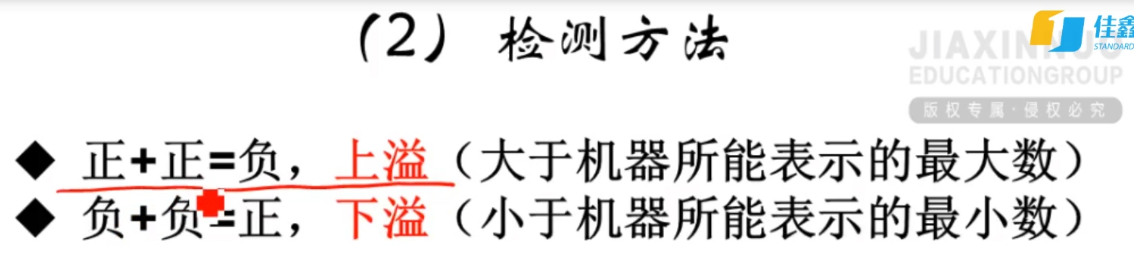 （2） 检测方法
佳鑫
STANDARD
EDUCATIONGROUP
版权专属·侵权必究
◆ 正+正=负，上溢（大于机器所能表示的最大数）
◆ 负+负=正，下溢（小于机器所能表示的最小数）